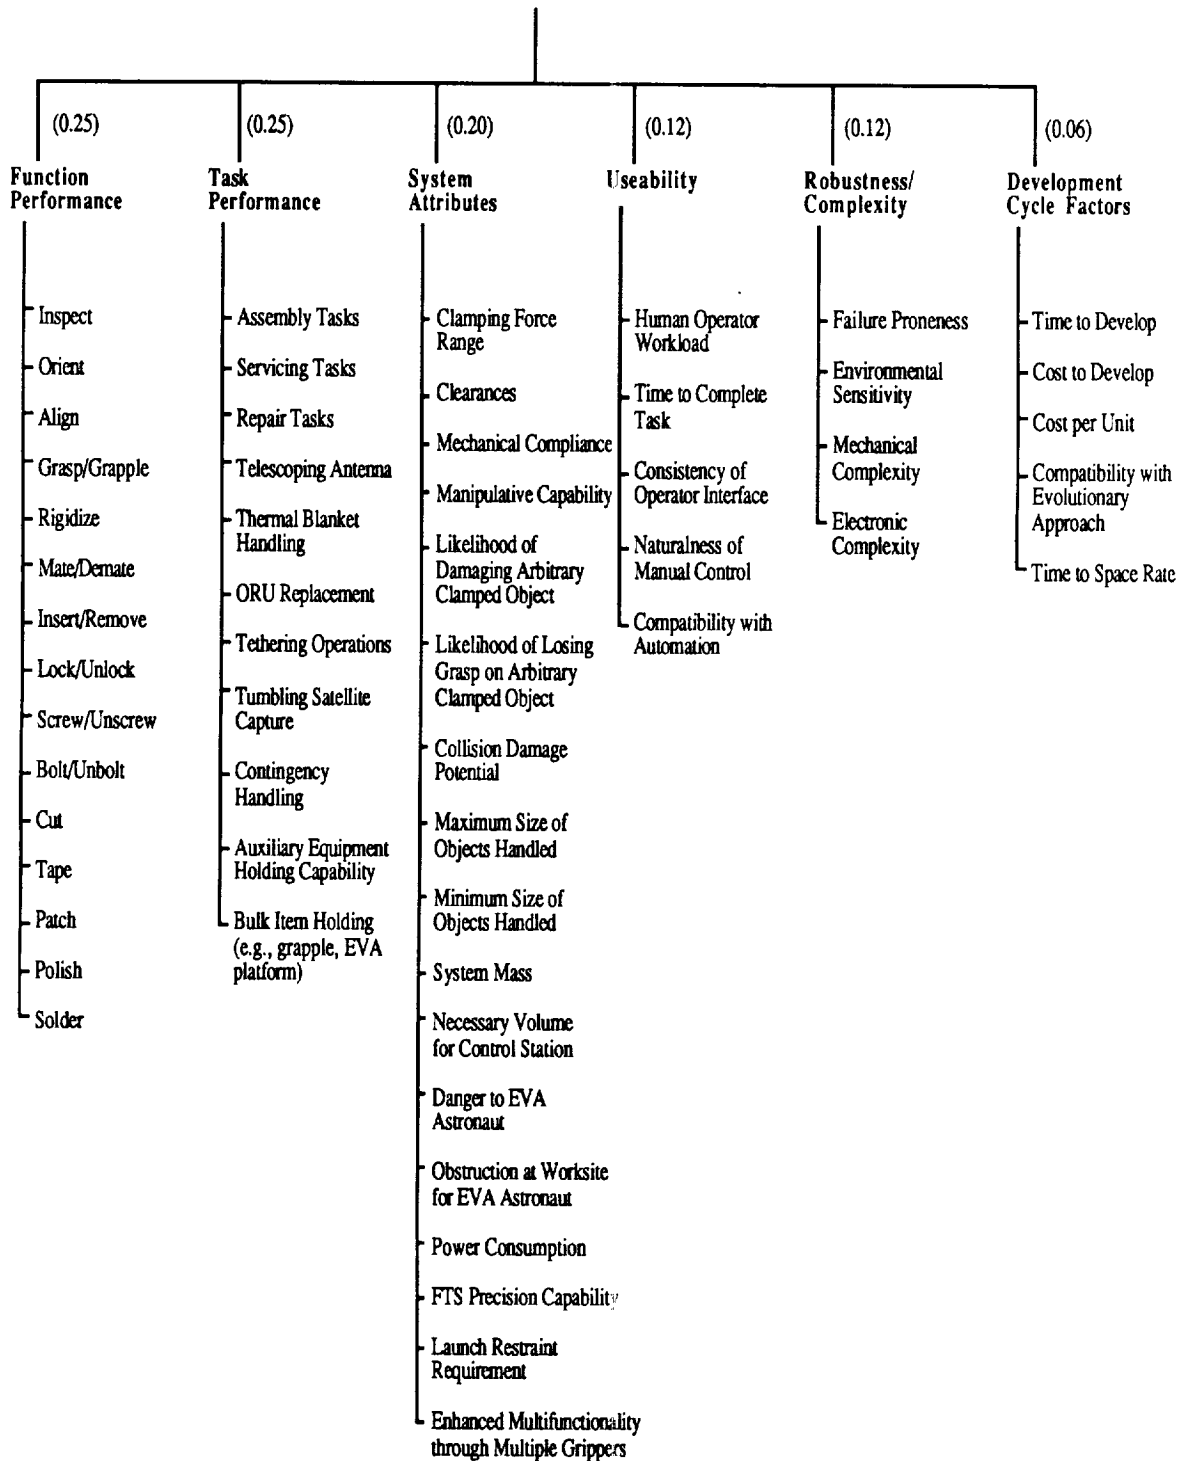 (0.25)
Function
Performance
Inspect
Orient
Align
Grasp/Grapple
Rigidize
Mate/Demate
Insert/Remove
Lock/Unlock
Screw/Unscrew
Bolt/Unbolt
Cut
Tape
Patch
Polish
Solder
(0.25)
Task
Performance
Assembly Tasks
Servicing Tasks
Repair Tasks
Telescoping Antenna
Thermal Blanket
Handling
ORU Replacement
Tethering Operations
Tumbling Satellite
Capture
Contingency
Handling
Auxiliary Equipment
Holding Capability
Bulk Item Holding
(e.g., grapple, EVA
platform)
(0.20)
System
Attributes
Clamping Force
Range
Clearances
Mechanical Compliance
Manipulative Capability
Likelihood of
Damaging Arbitrary
Clamped Object
Likelihood of Losing
Grasp on Arbitrary
Clamped Object
Collision Damage
Potential
Maximum Size of
Objects Handled
Minimum Size of
Objects Handled
System Mass
Necessary Volume
for Control Station
Danger to EVA
Astronaut
Obstruction at Worksite
for EVA Astronaut
Power Consumption
FTS Precision Capability
Launch Restraint
Requirement
Enhanced Multifunctionality
through Multiple Grippers
(0.12)
Useability
Human Operator
Workload
Time to Complete
Task
Consistency of
Operator Interface
Naturalness of
Manual Control
Compatibility with
Automation
(0.12)
Robustness/
Complexity
Failure Proneness
Environmental
Sensitivity
Mechanical
Complexity
Electronic
Complexity
(0.06)
Development
Cycle Factors
Time to Develop
Cost to Develop
Cost per Unit
Compatibility with
Evolutionary
Approach
Time to Space Rate